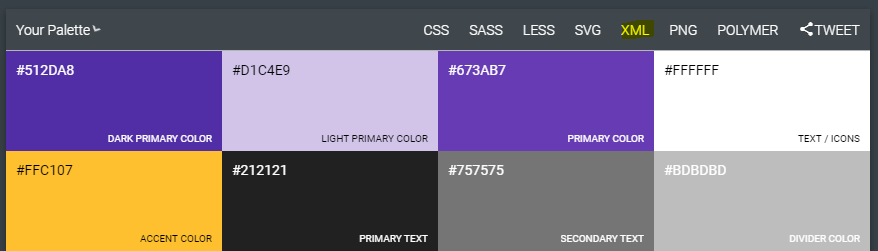 Your Palette
CSS SASS LESS SVG XML PNG POLYMER TWEET
#512DA8 #D1C4E9 #673AB7 #FFFFFF
DARK PRIMARY COLOR LIGHT PRIMARY COLOR PRIMARY COLOR TEXT / ICONS
#FFC107 #212121 #757575 #BDBDBD
ACCENT COLOR PRIMARY TEXT SECONDARY TEXT DIVIDER COLOR